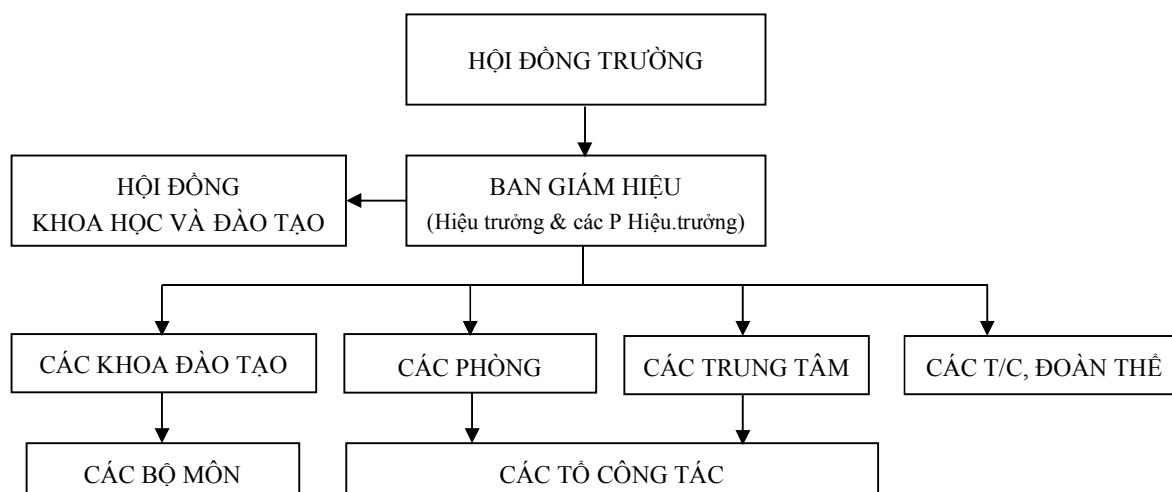 HỘI ĐỒNG TRƯỜNG
HỘI ĐỒNG
KHOA HỌC VÀ ĐÀO TẠO
BAN GIÁM HIỆU
(Hiệu trưởng & các P Hiệu.trưởng)
CÁC KHOA ĐÀO TẠO
CÁC PHÒNG
CÁC TRUNG TÂM
CÁC T/C, ĐOÀN THỂ
CÁC BỘ MÔN
CÁC TỔ CÔNG TÁC